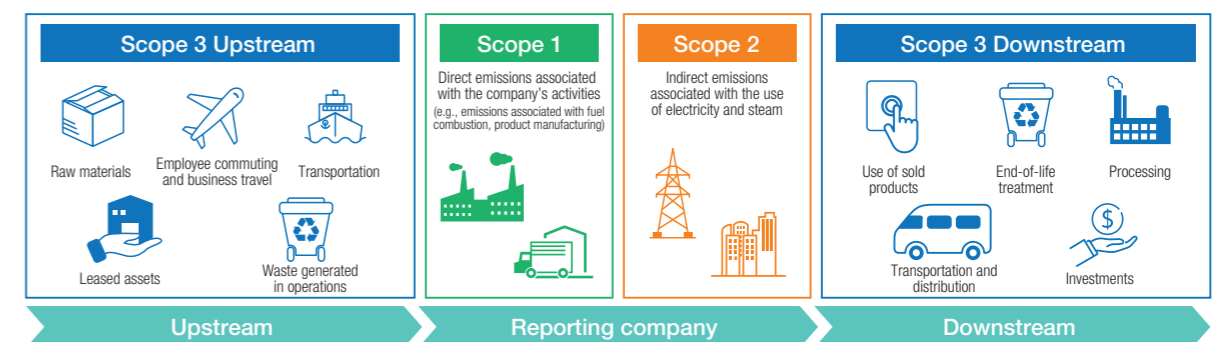 Scope 3 Upstream
Raw materials
Employee commuting
and business travel
Transportation
Leased assets
Waste generated
in operations
Scope 1
Direct emissions associated
with the company's activities
(e.g., emissions associated with fuel
combustion, product manufacturing)
Scope 2
Indirect emissions
associated with the use
of electricity and steam
Scope 3 Downstream
Use of sold
products
End-of-life
treatment
Processing
Transportation and
distribution
$
Investments
Upstream
Reporting company
Downstream